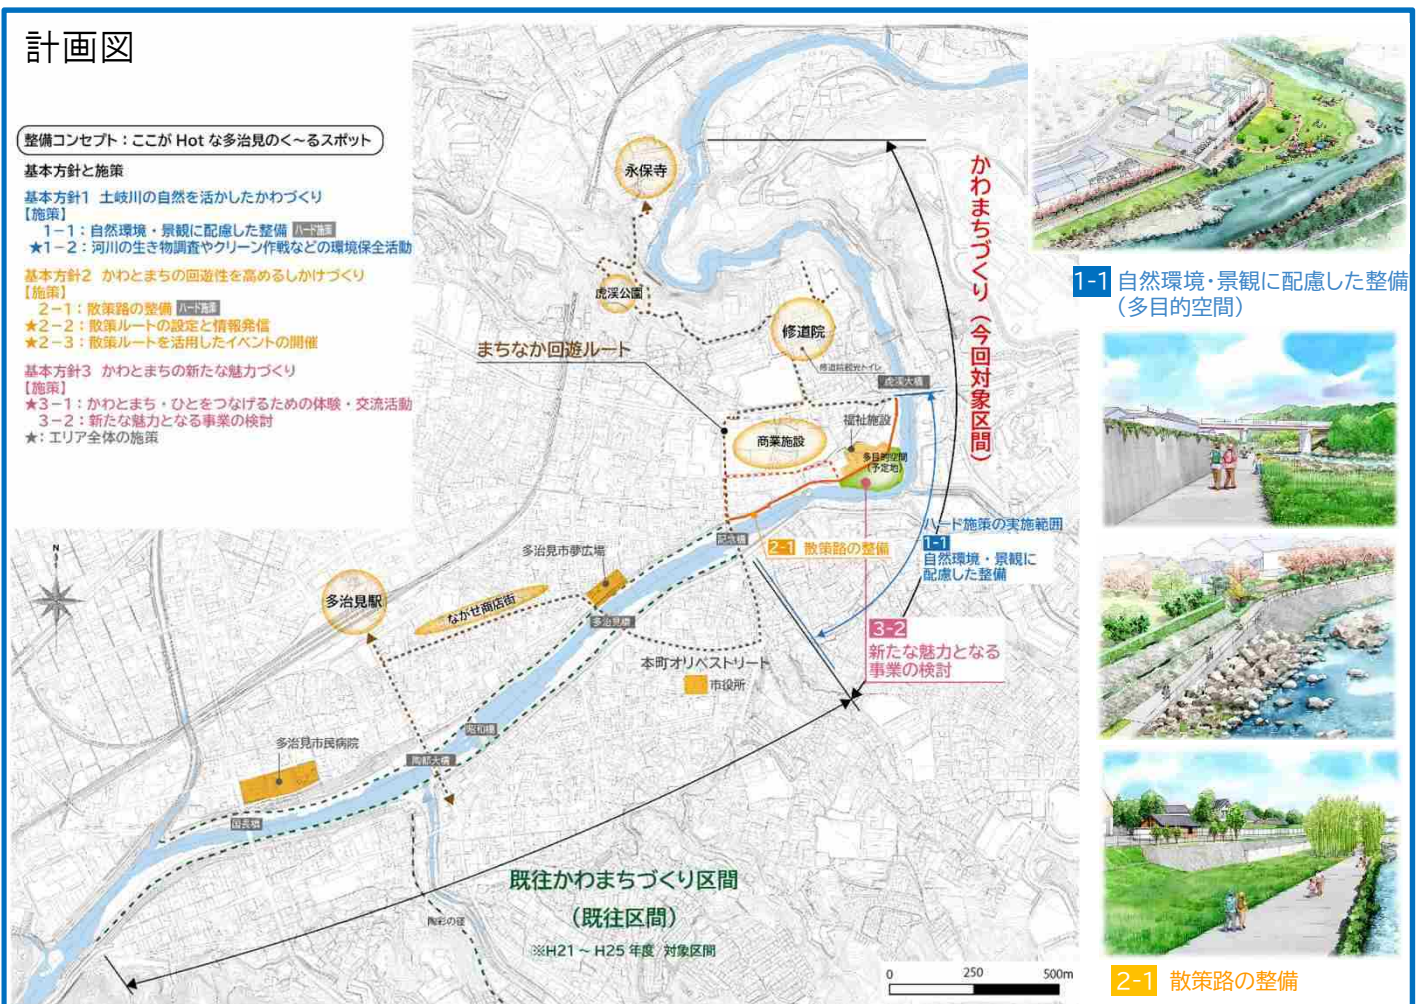 計画図
整備コンセプト：ここが Hot な多治見のく～るスポット
基本方針と施策
基本方針1 土岐川の自然を活かしたかわづくり
【施策】
1－1：自然環境・景観に配慮した整備 ハード施策
★1－2：河川の生き物調査やクリーン作戦などの環境保全活動
基本方針2 かわとまちの回遊性を高めるしかけづくり
【施策】
2－1：散策路の整備 ハード施策
★2－2：散策ルートの設定と情報発信
★2－3：散策ルートを活用したイベントの開催
基本方針3 かわとまちの新たな魅力づくり
【施策】
★3－1：かわとまち・ひとをつなげるための体験・交流活動
3－2：新たな魅力となる事業の検討
★：エリア全体の施策
永保寺
虎渓公園
修道院
修道院観光トイレ
まちなか回遊ルート
虎渓大橋
かわまちづくり（今回対象区間）
福祉施設
商業施設
多目的空間
（予定地）
ハード施策の実施範囲
1-1
自然環境・景観に
配慮した整備
記念橋
2-1 散策路の整備
多治見市夢広場
N
多治見駅
ながせ商店街
多治見橋
3-2
新たな魅力となる
事業の検討
本町オリベストリート
市役所
昭和橋
多治見市民病院
陶都大橋
国長橋
既往かわまちづくり区間
（既往区間）
※H21～H25年度 対象区間
陶彩の径
0 250 500m
1-1 自然環境・景観に配慮した整備
（多目的空間）
2-1 散策路の整備